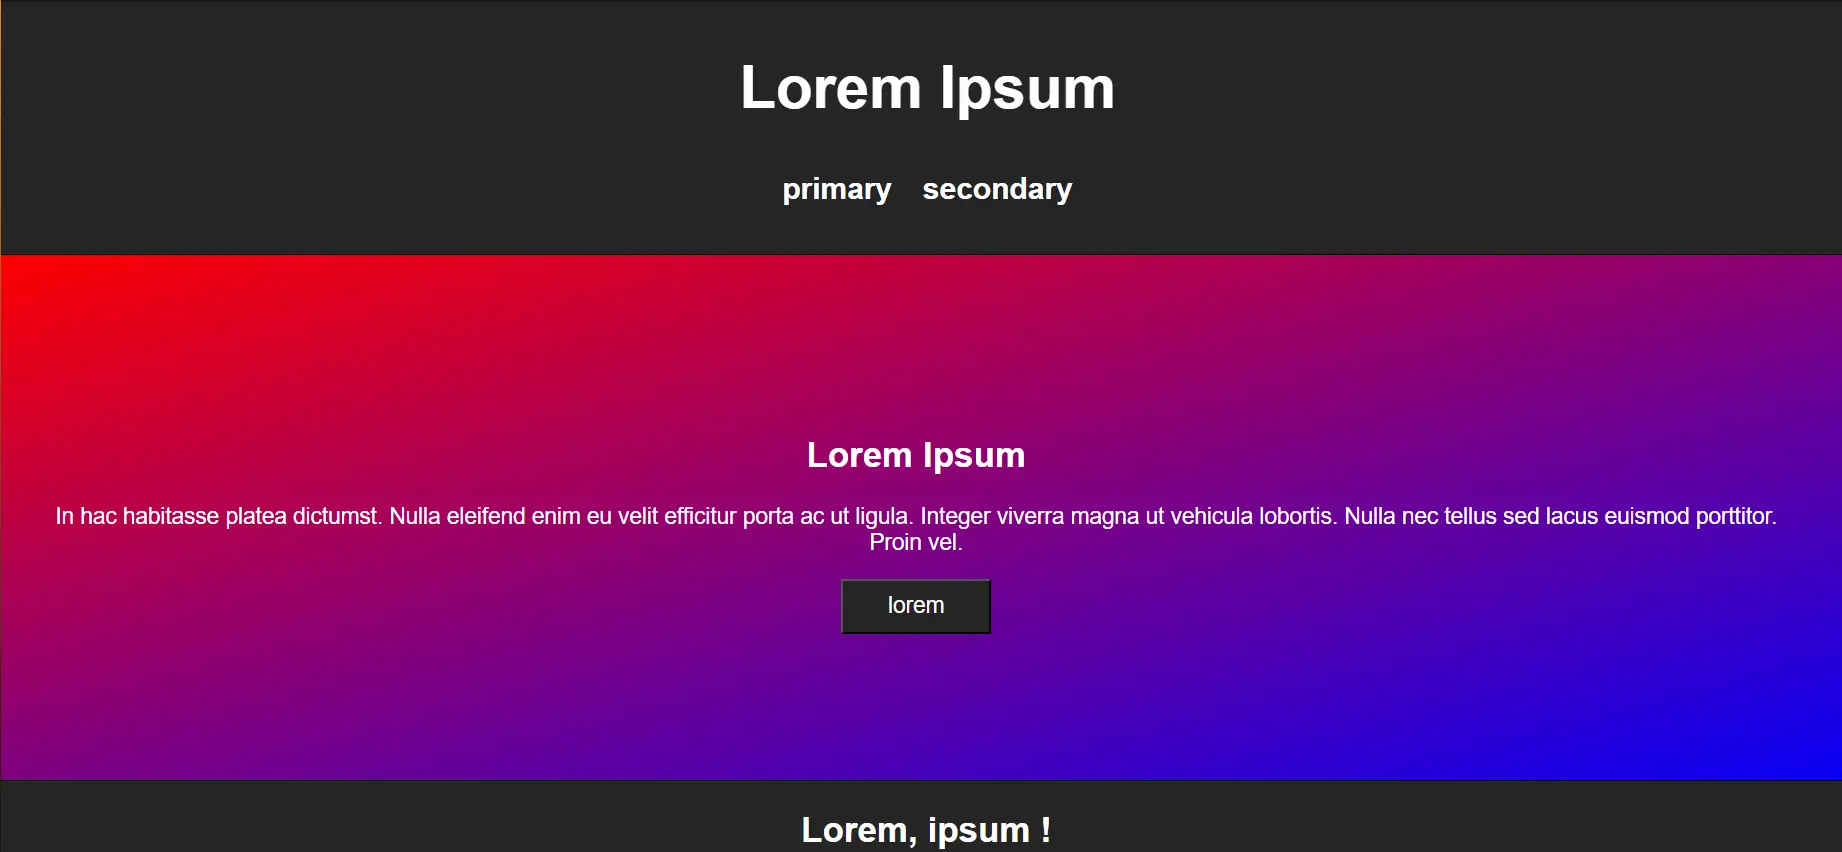 Lorem Ipsum
primary secondary
Lorem Ipsum
In hac habitasse platea dictumst. Nulla eleifend enim eu velit efficitur porta ac ut ligula. Integer viverra magna ut vehicula lobortis. Nulla nec tellus sed lacus euismod porttitor.
Proin vel.
lorem
Lorem, ipsum !